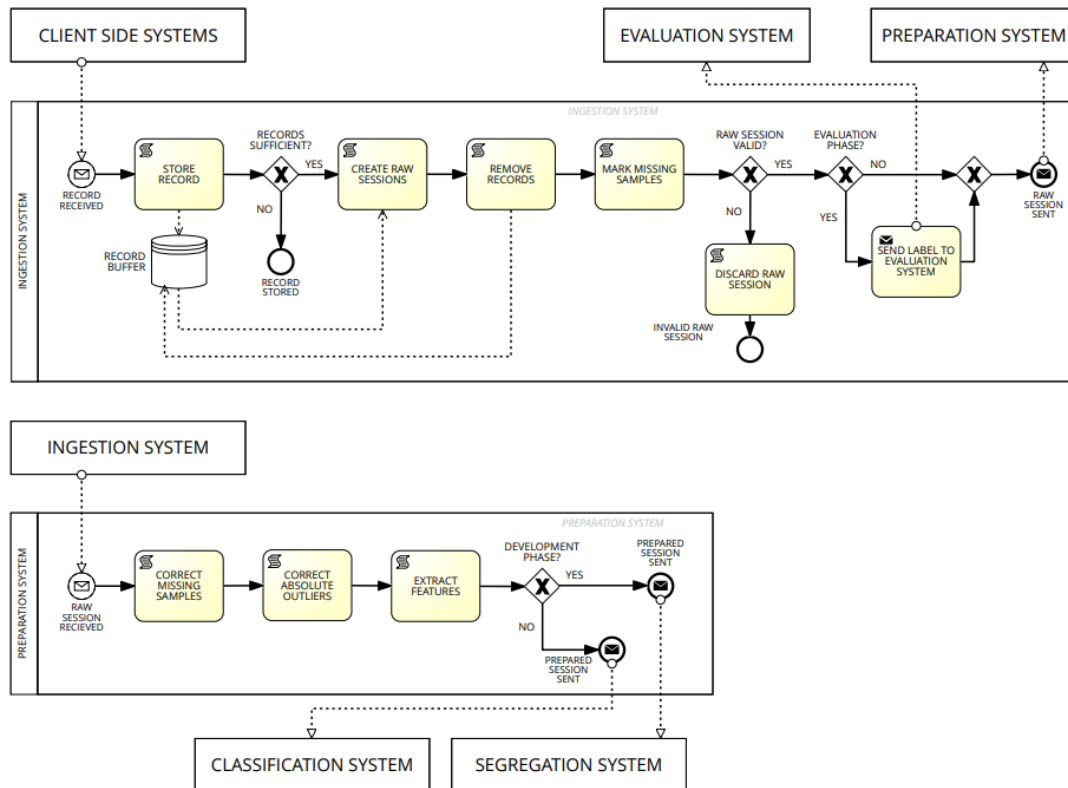 CLIENT SIDE SYSTEMS
EVALUATION SYSTEM
PREPARATION SYSTEM
INGESTION SYSTEM
INGESTION SYSTEM
RECORD
RECEIVED
STORE
RECORD
RECORDS
SUFFICIENT?
YES
NO
RECORD
STORED
RECORD
BUFFER
CREATE RAW
SESSIONS
REMOVE
RECORDS
MARK MISSING
SAMPLES
RAW SESSION
VALID?
YES
NO
DISCARD RAW
SESSION
INVALID RAW
SESSION
EVALUATION
PHASE?
NO
YES
SEND LABEL TO
EVALUATION
SYSTEM
RAW
SESSION
SENT
INGESTION SYSTEM
PREPARATION SYSTEM
PREPARATION SYSTEM
RAW
SESSION
RECIEVED
CORRECT
MISSING
SAMPLES
CORRECT
ABSOLUTE
OUTLIERS
EXTRACT
FEATURES
DEVELOPMENT
PHASE?
YES
NO
PREPARED
SESSION
SENT
PREPARED
SESSION
SENT
CLASSIFICATION SYSTEM
SEGREGATION SYSTEM